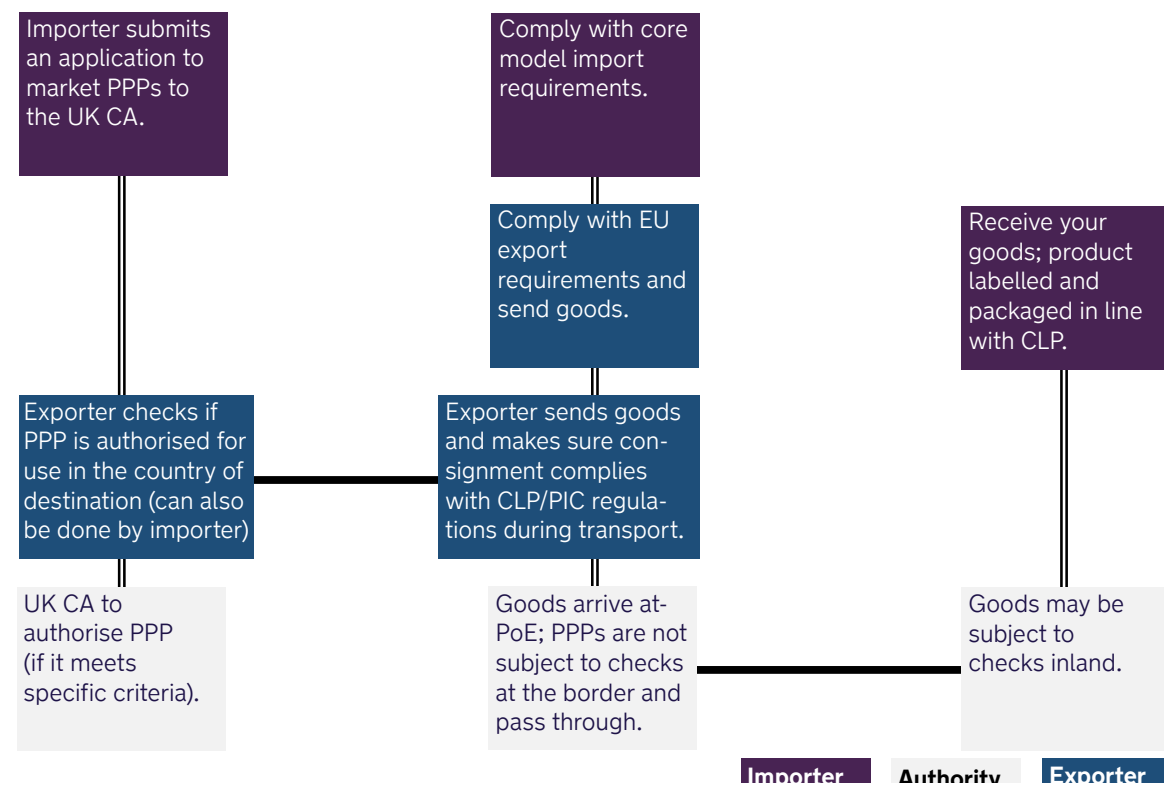 Importer submits
an application to
market PPPs to
the UK CA.
Comply with core
model import
requirements.
Comply with EU
export
requirements and
send goods.
Receive your
goods; product
labelled and
packaged in line
with CLP.
Exporter checks if
PPP is authorised for
use in the country of
destination (can also
be done by importer)
Exporter sends goods
and makes sure con-
signment complies
with CLP/PIC regula-
tions during transport.
UK CA to
authorise PPP
(if it meets
specific criteria).
Goods arrive at-
PoE; PPPs are not
subject to checks
at the border and
pass through.
Goods may be
subject to
checks inland.
Importer
Authority
Exporter